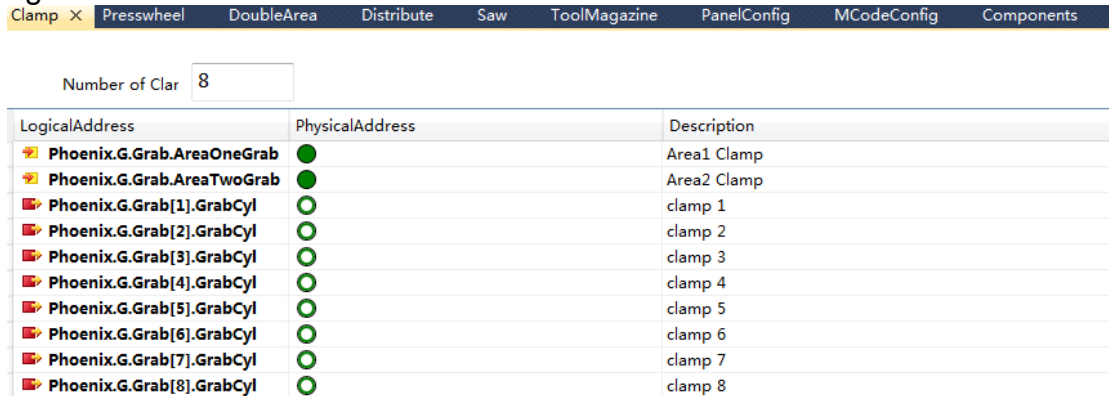 Clamp × Presswheel DoubleArea Distribute Saw ToolMagazine PanelConfig MCodeConfig Components
Number of Clar 8
LogicalAddress PhysicalAddress Description
Phoenix.G.Grab.AreaOneGrab Area1 Clamp
Phoenix.G.Grab.AreaTwoGrab Area2 Clamp
Phoenix.G.Grab[1].GrabCyl clamp 1
Phoenix.G.Grab[2].GrabCyl clamp 2
Phoenix.G.Grab[3].GrabCyl clamp 3
Phoenix.G.Grab[4].GrabCyl clamp 4
Phoenix.G.Grab[5].GrabCyl clamp 5
Phoenix.G.Grab[6].GrabCyl clamp 6
Phoenix.G.Grab[7].GrabCyl clamp 7
Phoenix.G.Grab[8].GrabCyl clamp 8